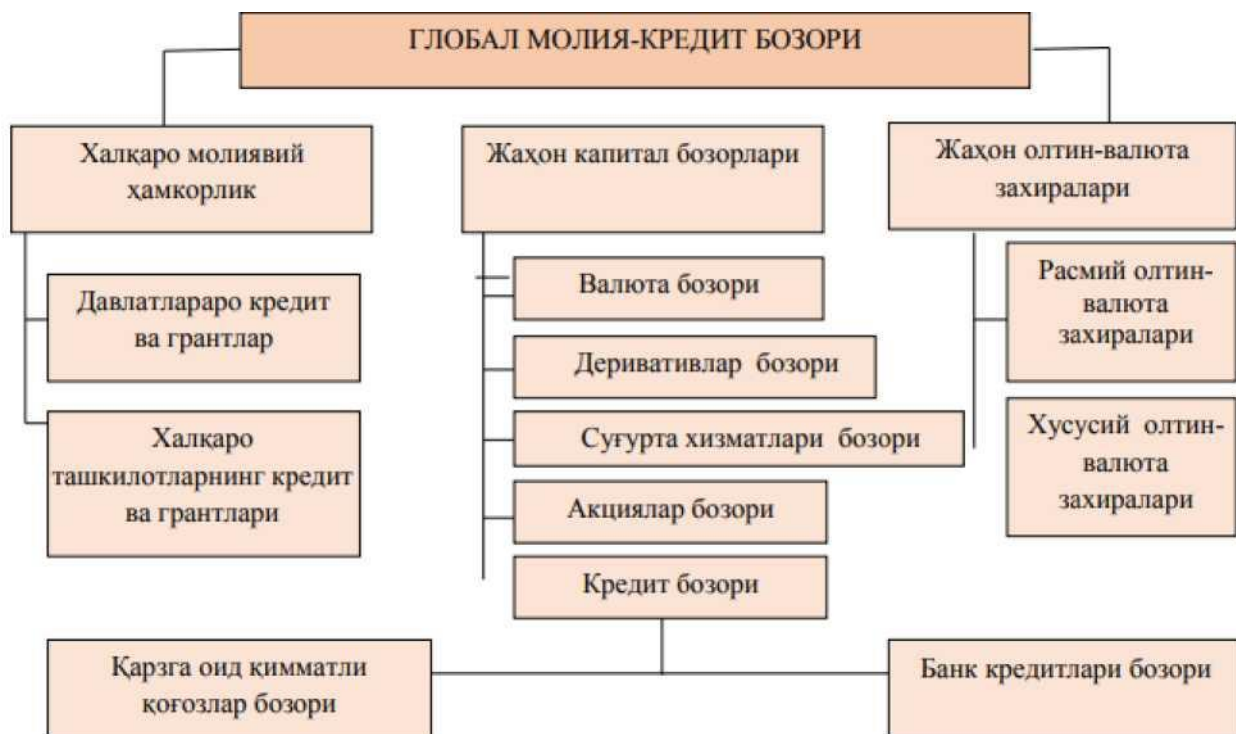 ГЛОБАЛ МОЛИЯ-КРЕДИТ БОЗОРИ
Халқаро молиявий
ҳамкорлик
Жаҳон капитал бозорлари
Жаҳон олтин-валюта
захиралари
Давлатлараро кредит
ва грантлар
Халқаро
ташкилотларнинг кредит
ва грантлари
Валюта бозори
Деривативлар бозори
Суғурта хизматлари бозори
Акциялар бозори
Кредит бозори
Расмий олтин-
валюта
захиралари
Хусусий олтин-
валюта
захиралари
Қарзга оид қимматли
қоғозлар бозори
Банк кредитлари бозори